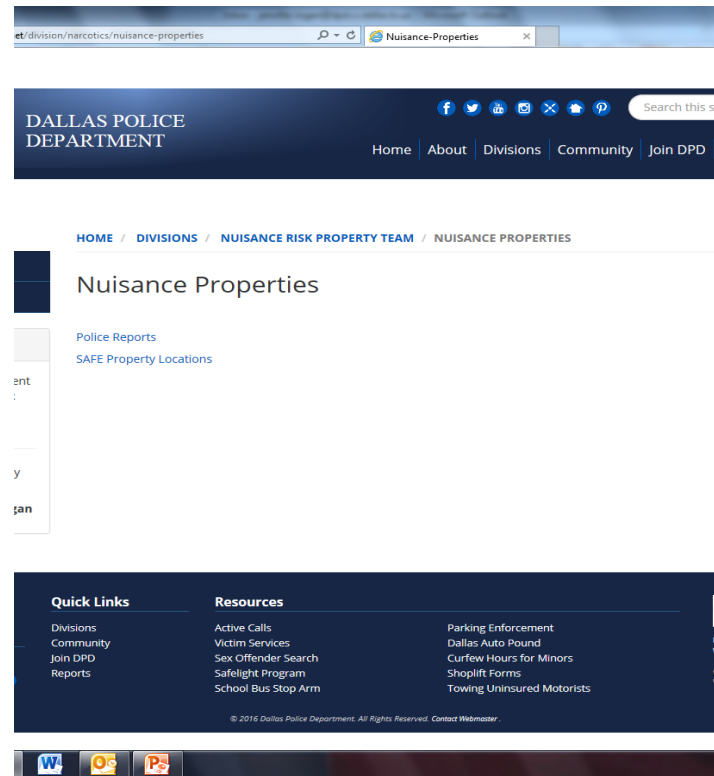 et/division/narcotics/nuisance-properties
Nuisance-Properties
DALLAS POLICE
DEPARTMENT
Search this s
Home About Divisions Community Join DPD
HOME / DIVISIONS / NUISANCE RISK PROPERTY TEAM / NUISANCE PROPERTIES
Nuisance Properties
Police Reports
SAFE Property Locations
ent
y
gan
Quick Links
Divisions
Community
Join DPD
Reports
Resources
Active Calls
Victim Services
Sex Offender Search
Safelight Program
School Bus Stop Arm
Parking Enforcement
Dallas Auto Pound
Curfew Hours for Minors
Shoplift Forms
Towing Uninsured Motorists
© 2016 Dallas Police Department. All Rights Reserved. Contact Webmaster .